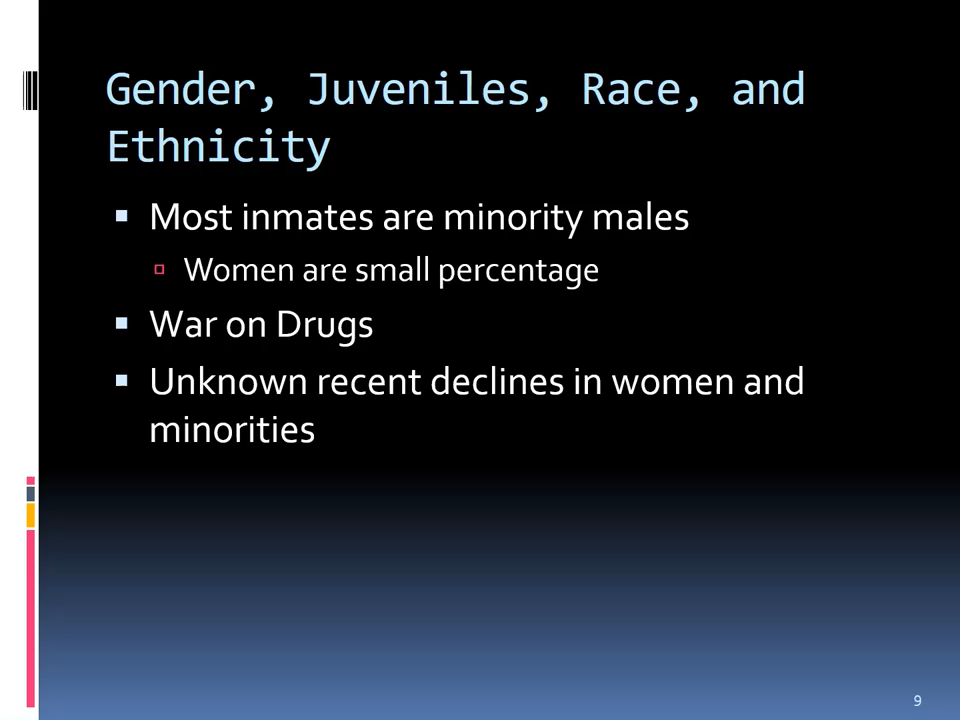 Gender, Juveniles, Race, and
Ethnicity
Most inmates are minority males
Women are small percentage
War on Drugs
Unknown recent declines in women and
minorities
9